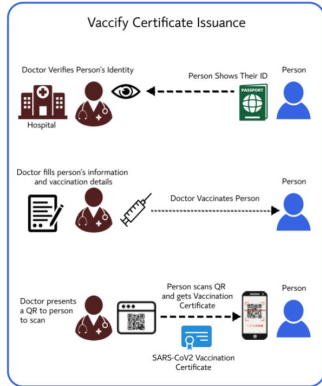 Vaccify Certificate Issuance
Doctor Verifies Person's Identity
Person Shows Their ID
Person
PASSPORT
Hospital
Doctor fills person's information
and vaccination details
Doctor Vaccinates Person
Person
Doctor presents
a QR to person
to scan
Person scans QR
and gets Vaccination
Certificate
Person
SARS-CoV2 Vaccination
Certificate